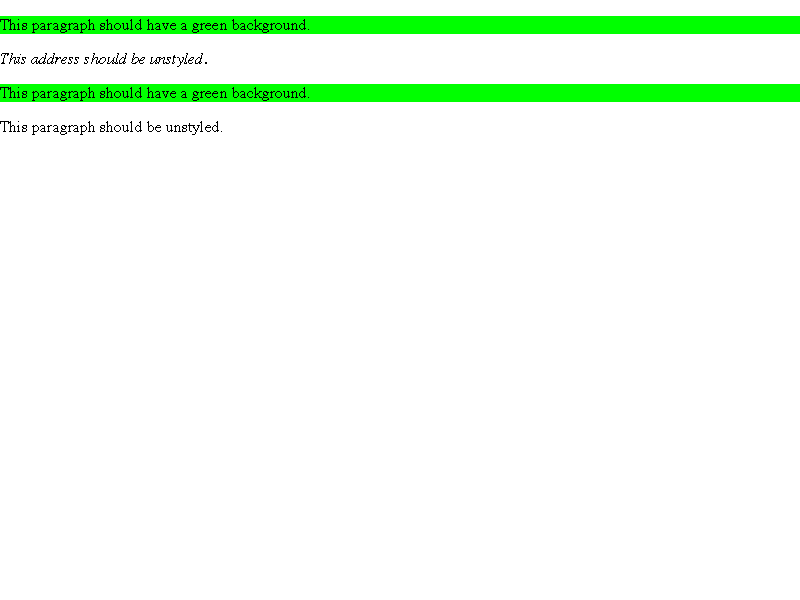 This paragraph should have a green background.
This address should be unstyled.
This paragraph should have a green background.
This paragraph should be unstyled.